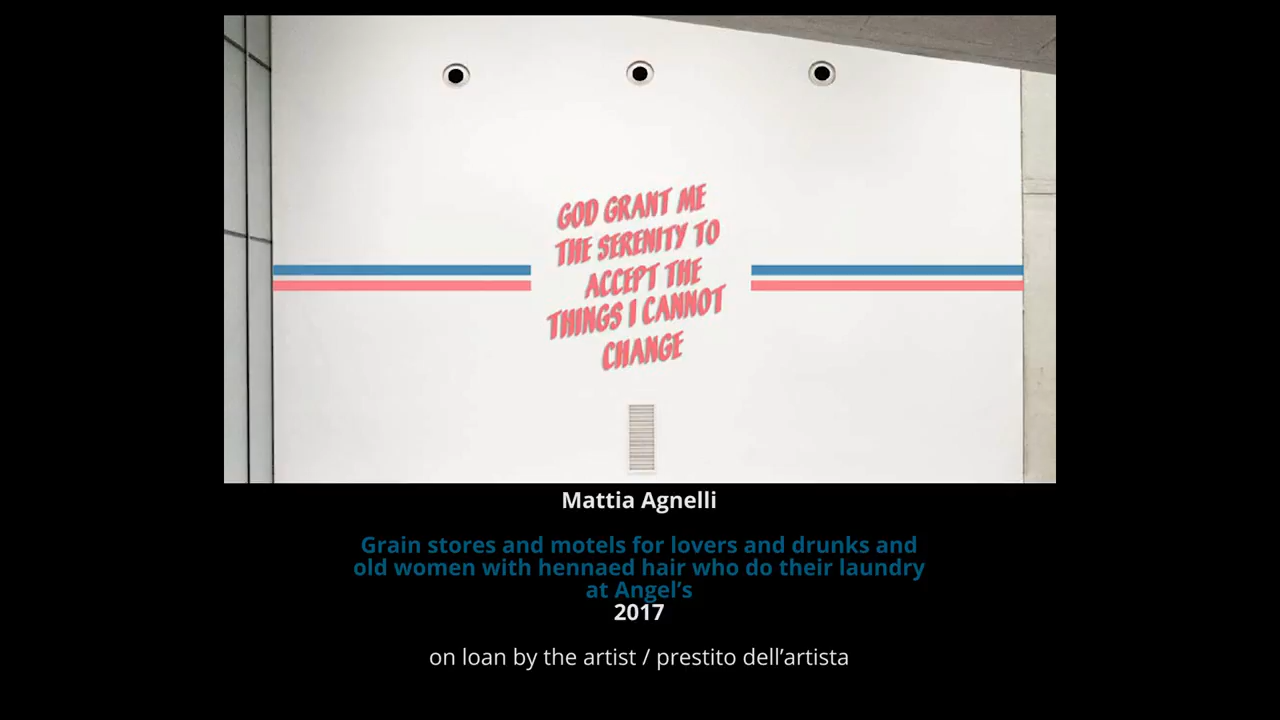 GOD GRANT ME
THE SERENITY TO
ACCEPT THE
THINGS I CANNOT
CHANGE
Mattia Agnelli
Grain stores and motels for lovers and drunks and
old women with hennaed hair who do their laundry
at Angel’s
2017
on loan by the artist / prestito dell’artista